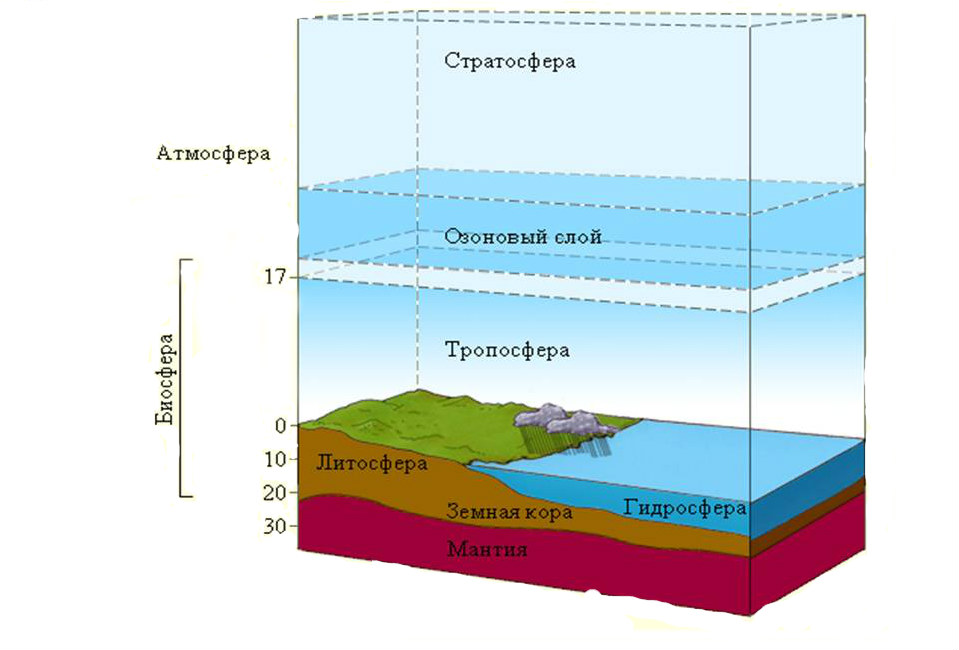 Стратосфера
Атмосфера
Озоновый слой
17
Тропосфера
Биосфера
0
10
Литосфера
20
Земная кора
Гидросфера
30
Мантия